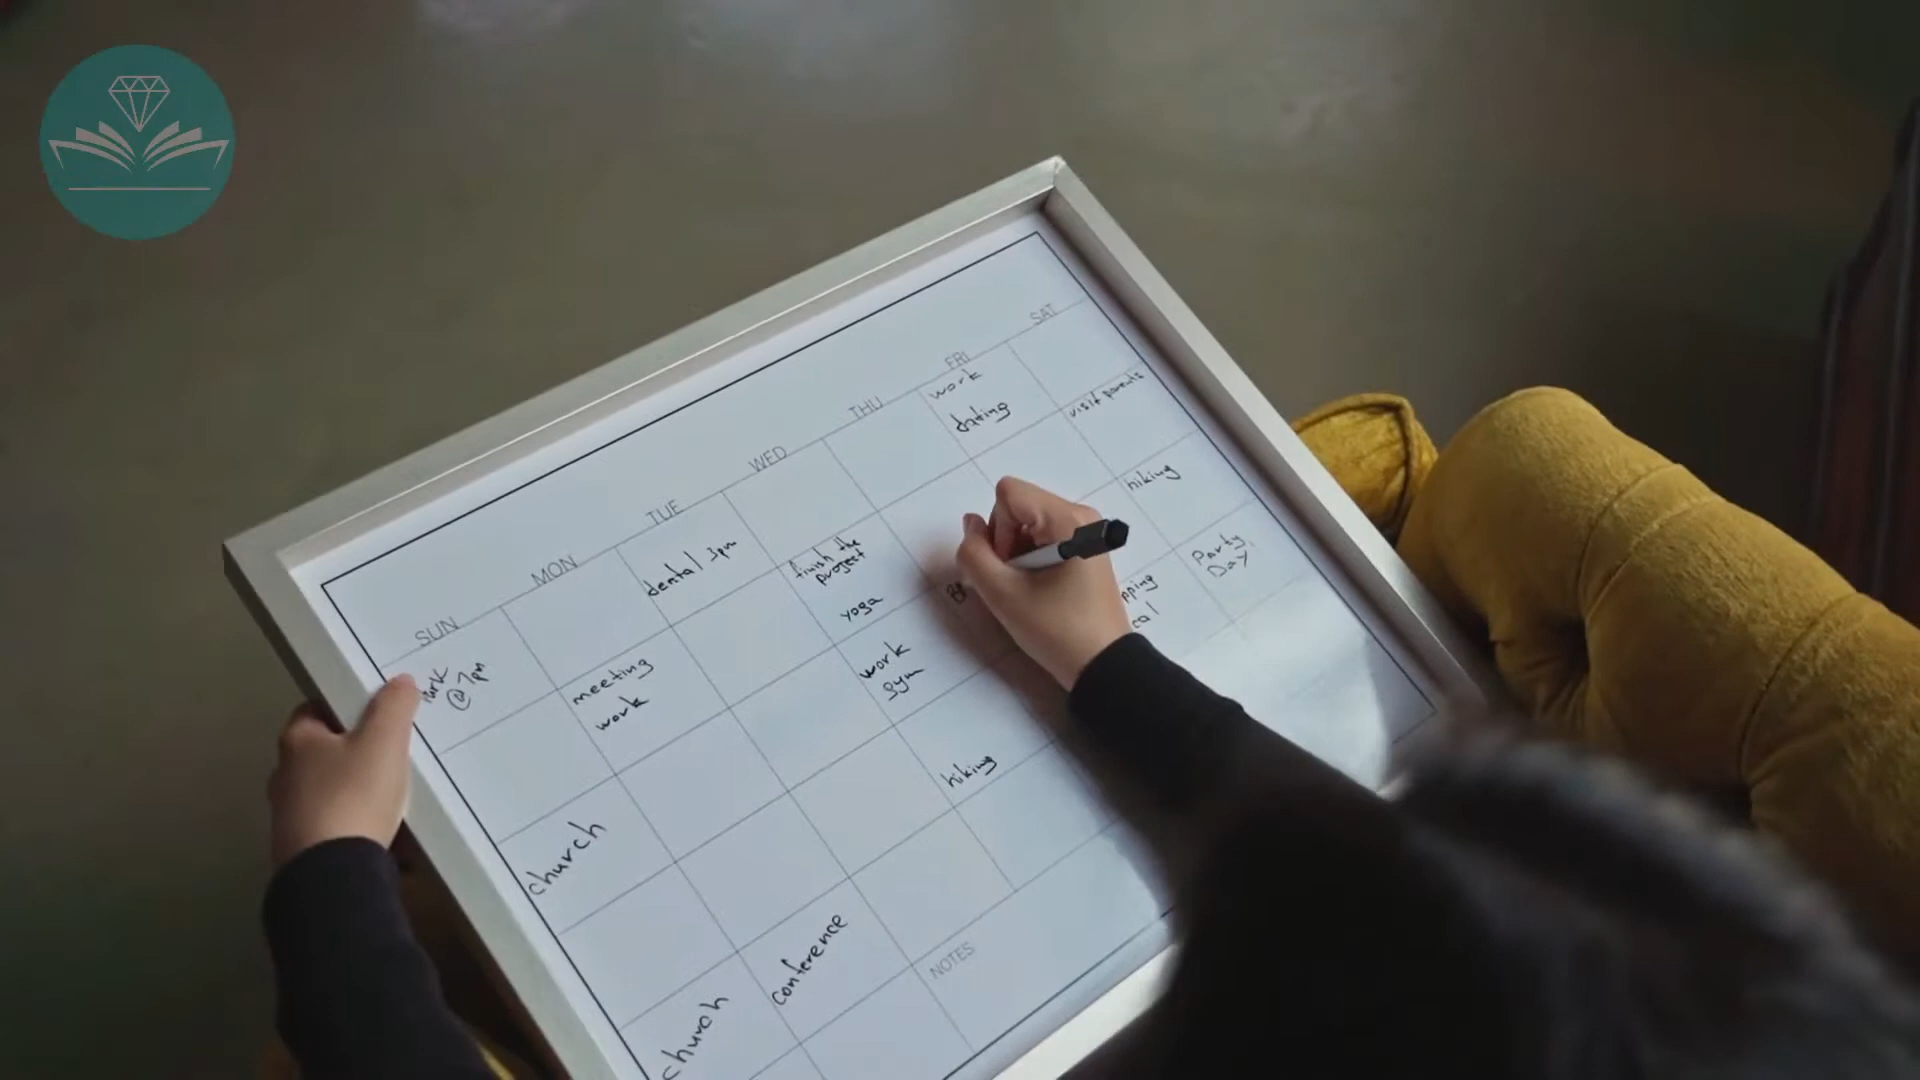 SUN
MON
TUE
WED
THU
FRI
SAT
@7pm
dental 3pm
work
dating
meeting
work
finish the
project
yoga
visit parents
church
work
gym
hiking
hiking
Party
Day
church
conference
NOTES